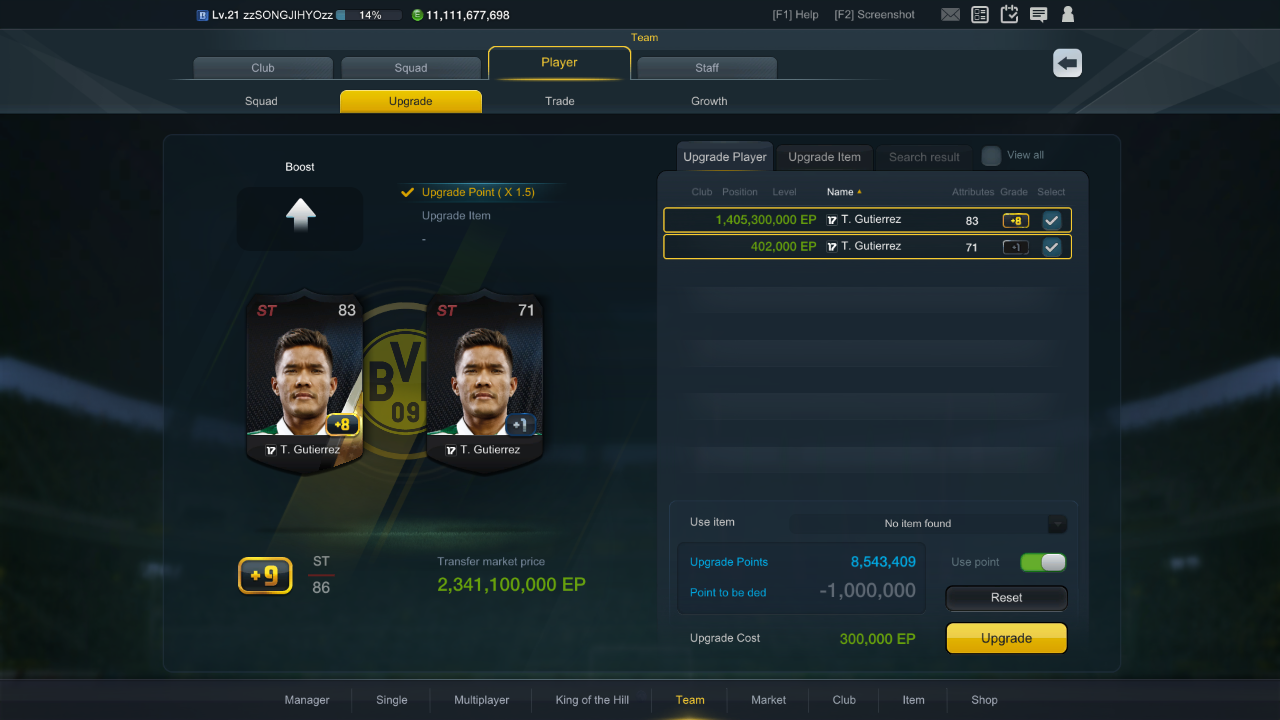 Lv.21 zzSONGJIHYOzz 14% 11,111,677,698 [F1] Help [F2] Screenshot
Team
Club Squad Player Staff
Squad Upgrade Trade Growth
Boost
Upgrade Point ( X 1.5)
Upgrade Item
-
ST 83
+8
17 T. Gutierrez
BVB
09
ST 71
+1
17 T. Gutierrez
+9
ST
86
Transfer market price
2,341,100,000 EP
Upgrade Player Upgrade Item Search result View all
Club Position Level Name Attributes Grade Select
1,405,300,000 EP 17 T. Gutierrez 83 +8
402,000 EP 17 T. Gutierrez 71 +1
Use item No item found
Upgrade Points 8,543,409 Use point
Point to be ded -1,000,000 Reset
Upgrade Cost 300,000 EP Upgrade
Manager Single Multiplayer King of the Hill Team Market Club Item Shop